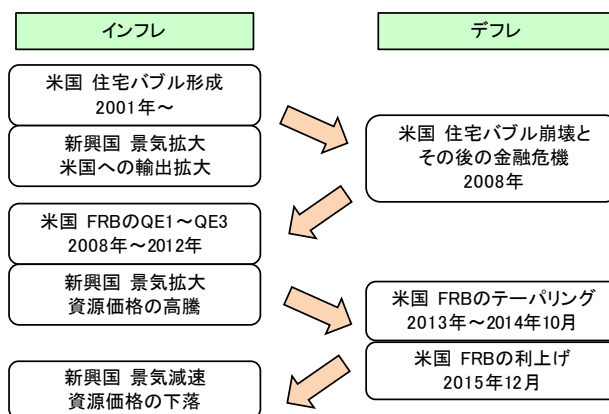 インフレ
デフレ
米国 住宅バブル形成
2001年～
新興国 景気拡大
米国への輸出拡大
米国 住宅バブル崩壊と
その後の金融危機
2008年
米国 FRBのQE1～QE3
2008年～2012年
新興国 景気拡大
資源価格の高騰
米国 FRBのテーパリング
2013年～2014年10月
米国 FRBの利上げ
2015年12月
新興国 景気減速
資源価格の下落